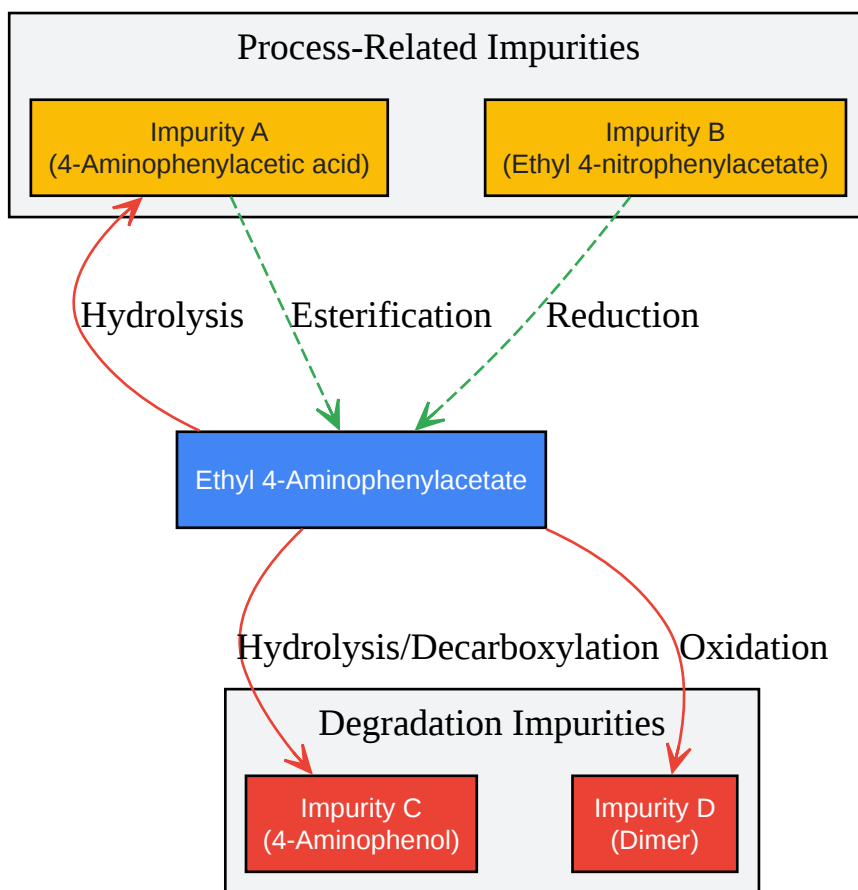 Process-Related Impurities
Impurity A
(4-Aminophenylacetic acid)
Impurity B
(Ethyl 4-nitrophenylacetate)
Hydrolysis
Esterification
Reduction
Ethyl 4-Aminophenylacetate
Hydrolysis/Decarboxylation
Oxidation
Degradation Impurities
Impurity C
(4-Aminophenol)
Impurity D
(Dimer)